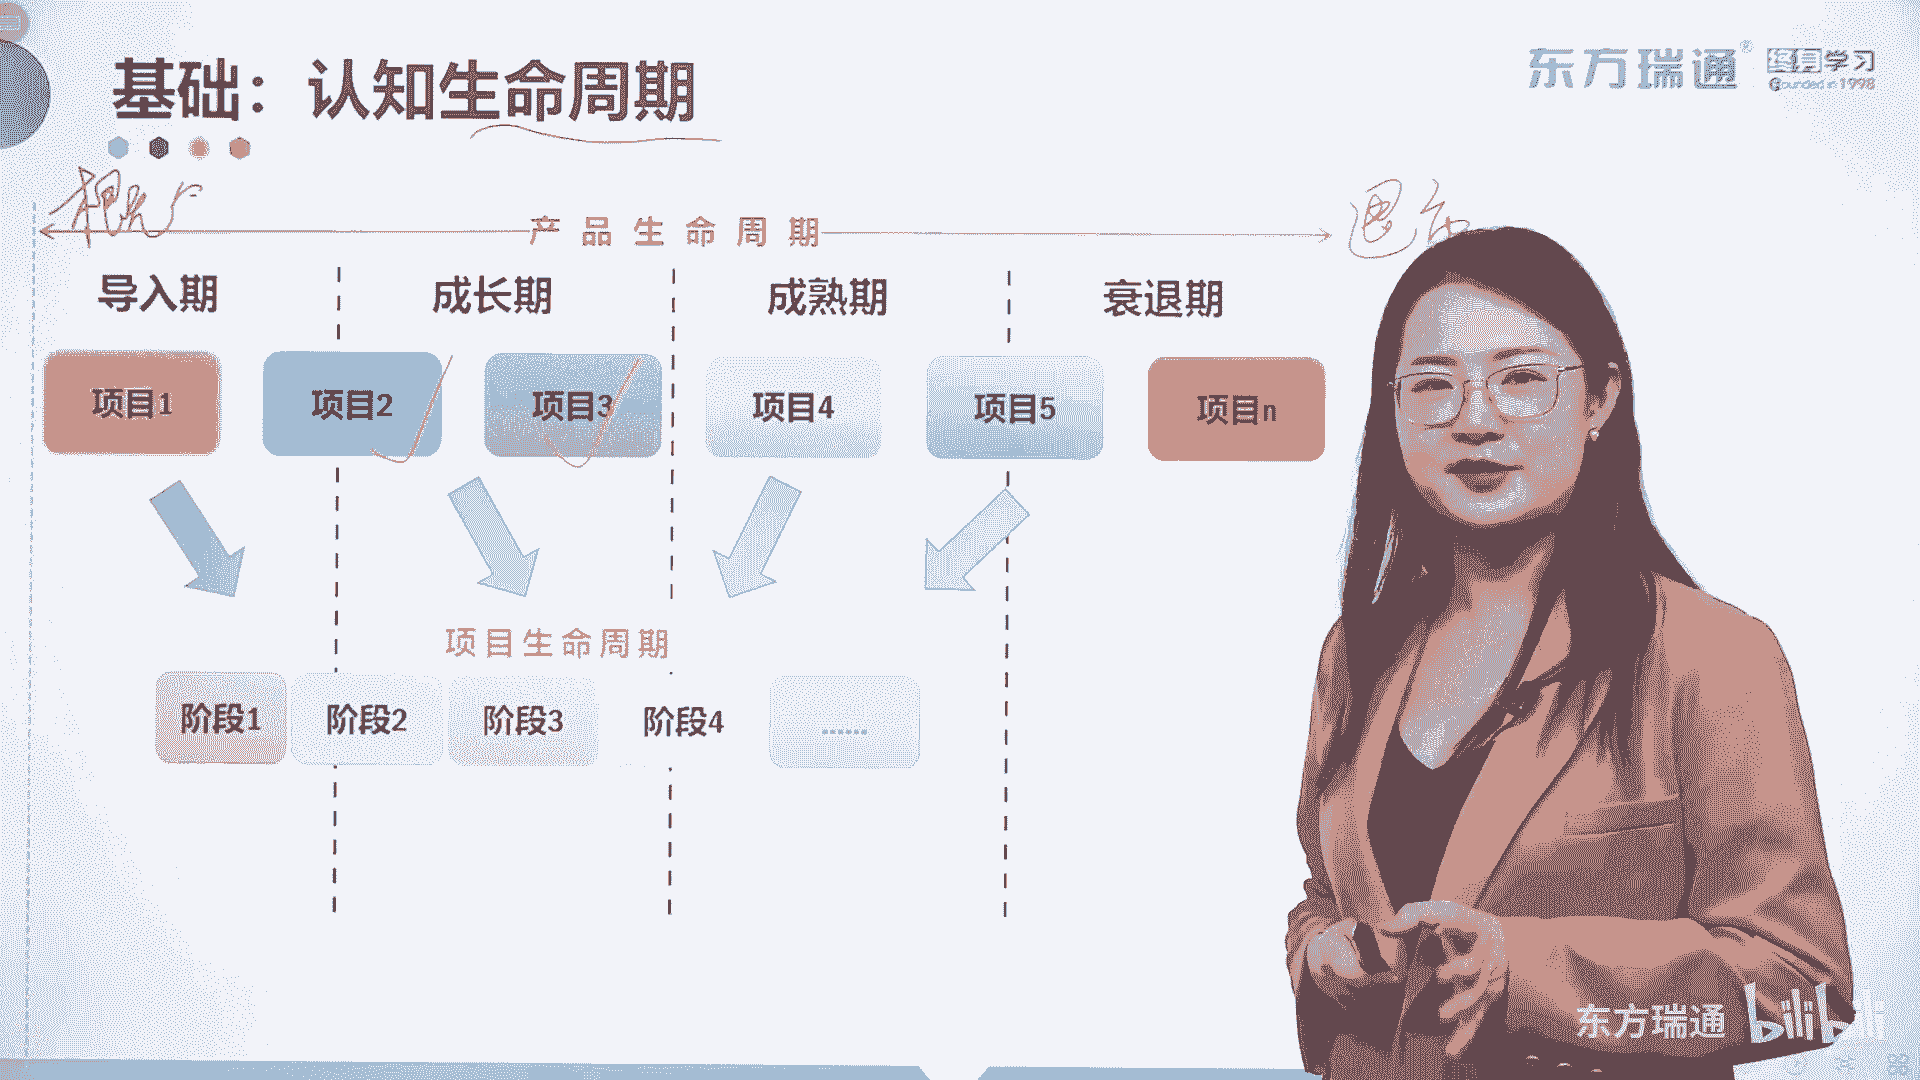 基础：认知生命周期
东方瑞通® 终身学习
Founded in 1998
概念
退市
产品生命周期
导入期 成长期 成熟期 衰退期
项目1 项目2 项目3 项目4 项目5 项目n
项目生命周期
阶段1 阶段2 阶段3 阶段4 ……
东方瑞通 bilibili